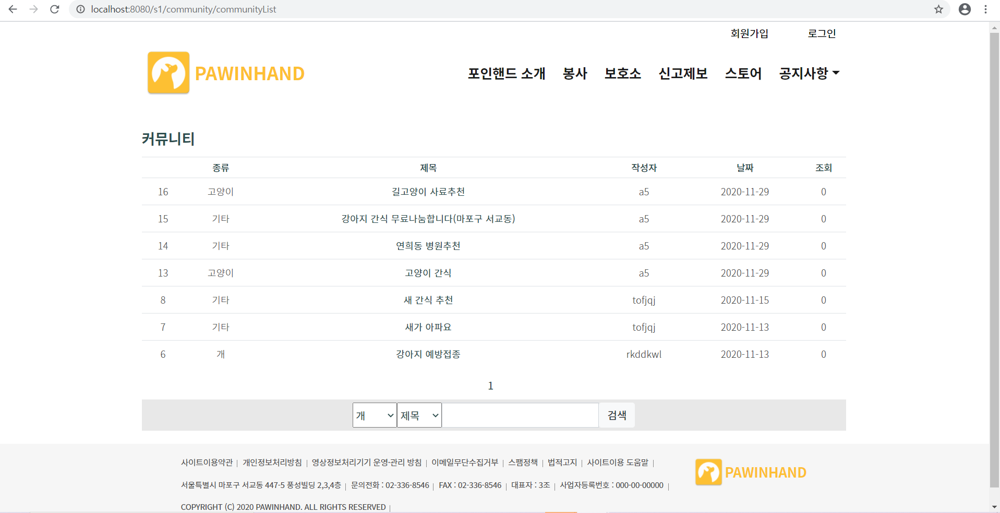 localhost:8080/s1/community/communityList
회원가입 로그인
PAWINHAND 포인핸드 소개 봉사 보호소 신고제보 스토어 공지사항
커뮤니티
종류 제목 작성자 날짜 조회
16 고양이 길고양이 사료추천 a5 2020-11-29 0
15 기타 강아지 간식 무료나눔합니다(마포구 서교동) a5 2020-11-29 0
14 기타 연희동 병원추천 a5 2020-11-29 0
13 고양이 고양이 간식 a5 2020-11-29 0
8 기타 새 간식 추천 tofjqj 2020-11-15 0
7 기타 새가 아파요 tofjqj 2020-11-13 0
6 개 강아지 예방접종 rkddkwl 2020-11-13 0
1
개 제목 검색
사이트이용약관 | 개인정보처리방침 | 영상정보처리기기 운영·관리 방침 | 이메일무단수집거부 | 스팸정책 | 법적고지 | 사이트이용 도움말 | PAWINHAND
서울특별시 마포구 서교동 447-5 풍성빌딩 2,3,4층 | 문의전화 : 02-336-8546 | FAX : 02-336-8546 | 대표자 : 3조 | 사업자등록번호 : 000-00-00000 |
COPYRIGHT (C) 2020 PAWINHAND. ALL RIGHTS RESERVED |